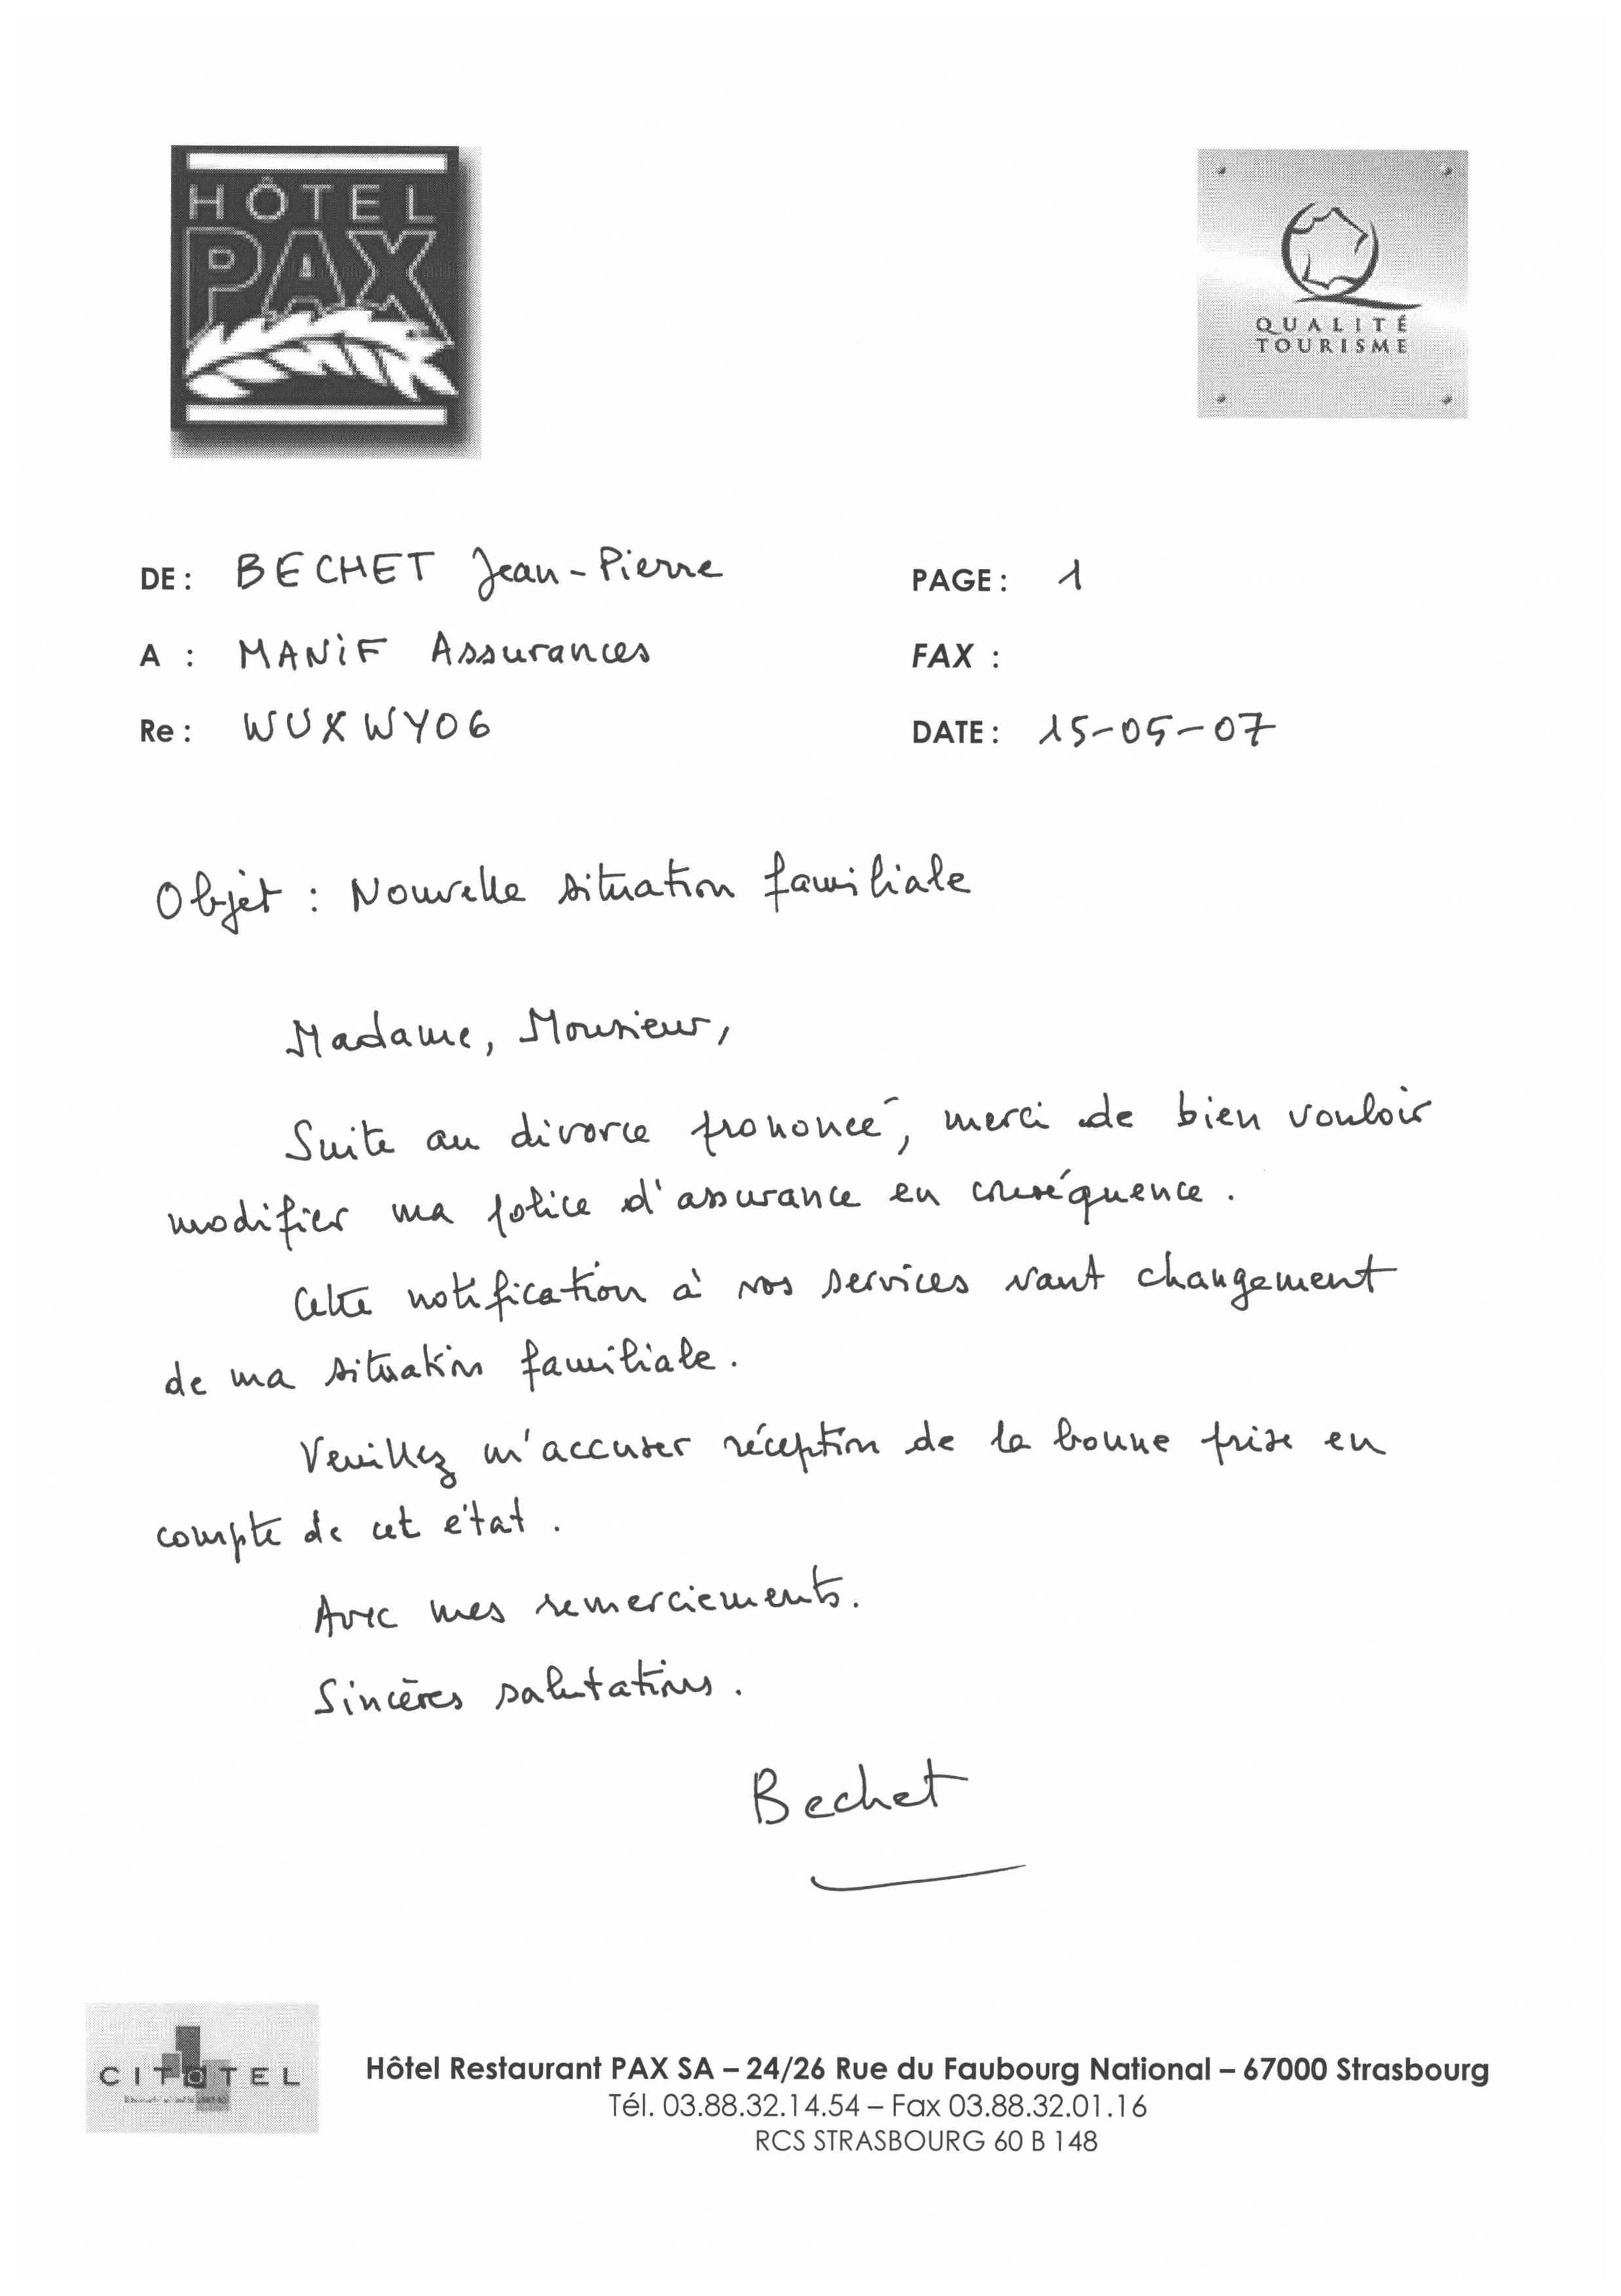 HÔTEL
PAX
QUALITÉ
TOURISME
DE: BECHET Jean-Pierre
PAGE: 1
A : MANiF Assurances
FAX :
Re: WUXWY06
DATE: 15-05-07
Objet : Nouvelle situation familiale
Madame, Monsieur,
Suite au divorce prononcé, merci de bien vouloir
modifier ma police d'assurance en conséquence.
Cette notification à vos services vaut changement
de ma situation familiale.
Veuillez m'accuser réception de la bonne prise en
compte de cet état.
Avec mes remerciements.
Sincères salutations.
Bechet
CITOTEL
Hôtel Restaurant PAX SA – 24/26 Rue du Faubourg National – 67000 Strasbourg
Tél. 03.88.32.14.54 – Fax 03.88.32.01.16
RCS STRASBOURG 60 B 148